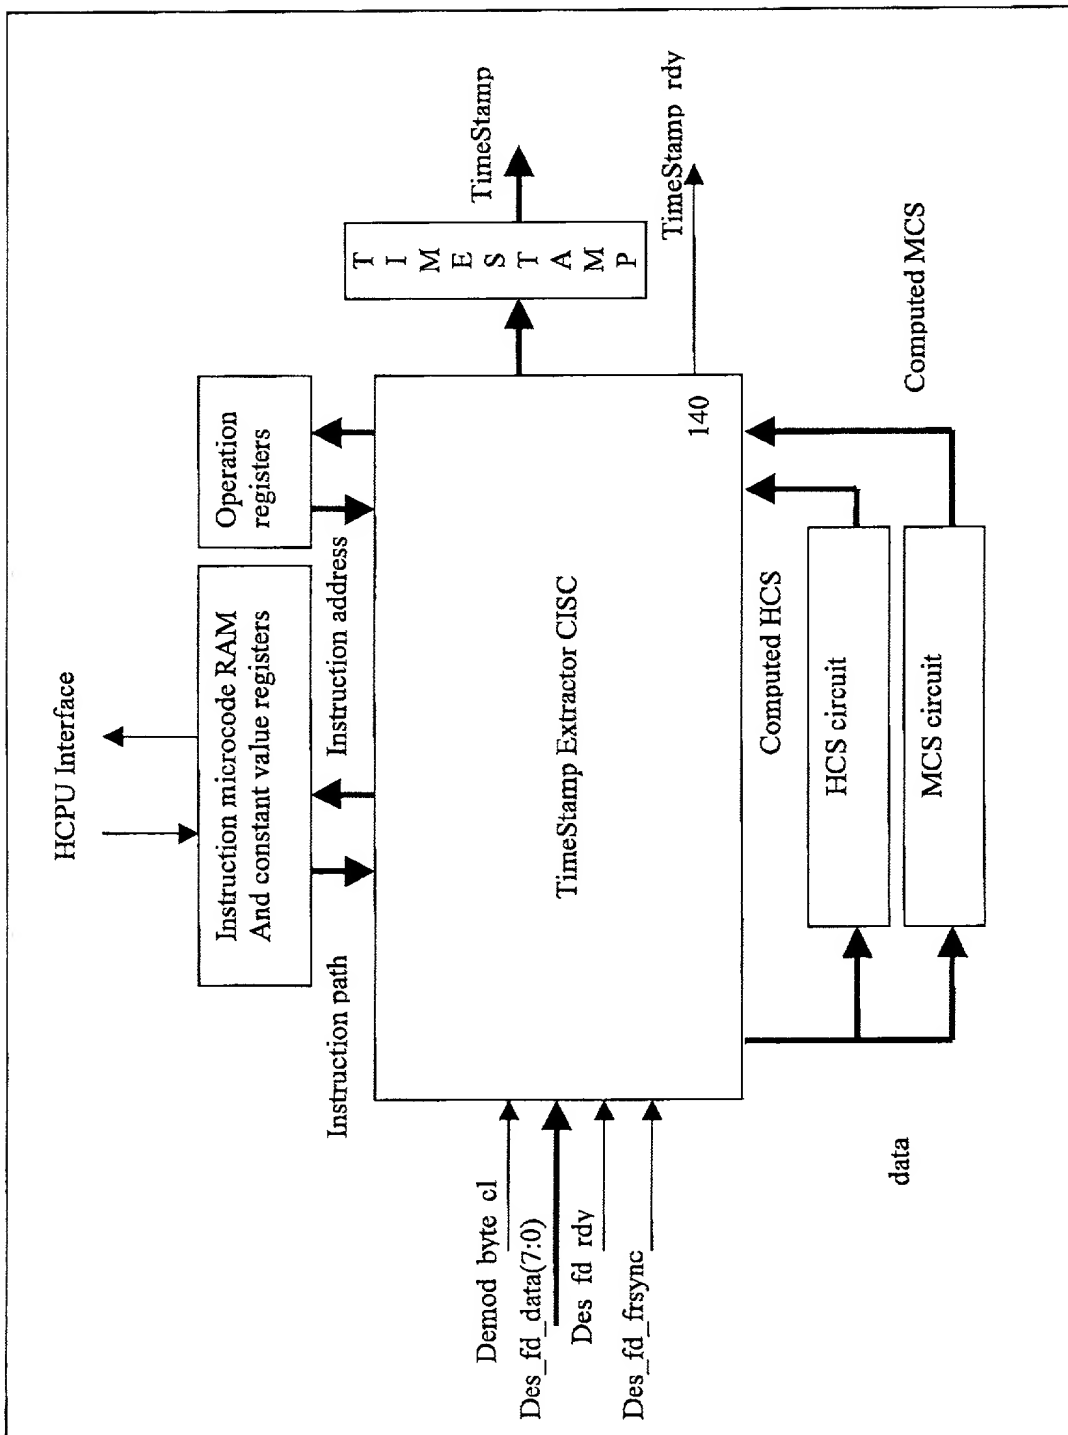 HCPU Interface
Instruction microcode RAM
And constant value registers
Operation
registers
Instruction path
Instruction address
Demod byte cl
Des_fd_data(7:0)
Des fd rdy
Des_fd_frsync
TimeStamp Extractor CISC
140
T
I
M
E
S
T
A
M
P
TimeStamp
TimeStamp rdy
data
Computed HCS
HCS circuit
MCS circuit
Computed MCS